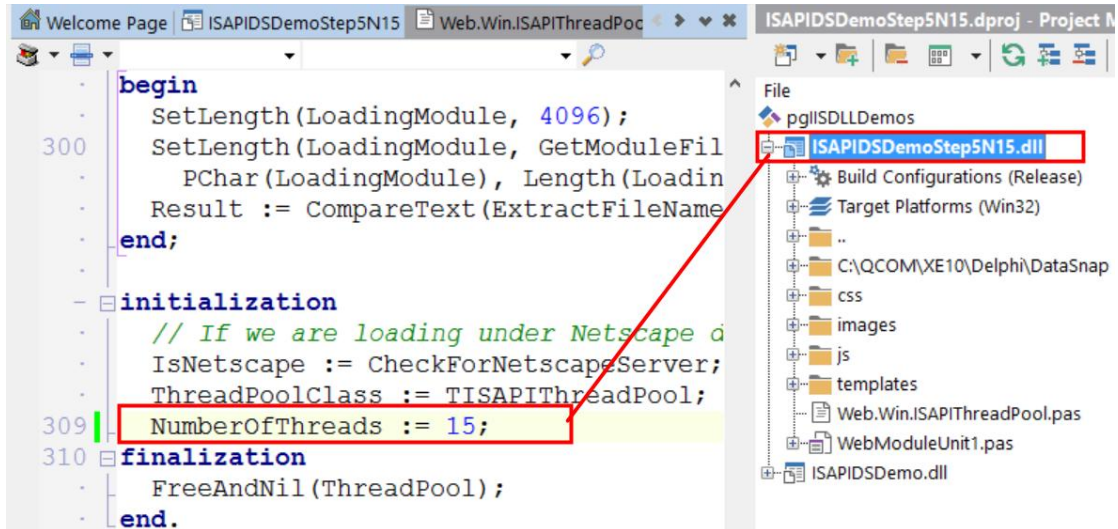 Welcome Page ISAPIDSDemoStep5N15 Web.Win.ISAPIThreadPoc
begin
SetLength(LoadingModule, 4096);
300 SetLength(LoadingModule, GetModuleFil
PChar(LoadingModule), Length(Loadin
Result := CompareText(ExtractFileName
end;
initialization
// If we are loading under Netscape d
IsNetscape := CheckForNetscapeServer;
ThreadPoolClass := TISAPIThreadPool;
309 NumberOfThreads := 15;
310 finalization
FreeAndNil(ThreadPool);
end.
ISAPIDSDemoStep5N15.dproj - Project M
File
pgIISDLLDemos
ISAPIDSDemoStep5N15.dll
Build Configurations (Release)
Target Platforms (Win32)
..
C:\QCOM\XE10\Delphi\DataSnap
css
images
js
templates
Web.Win.ISAPIThreadPool.pas
WebModuleUnit1.pas
ISAPIDSDemo.dll